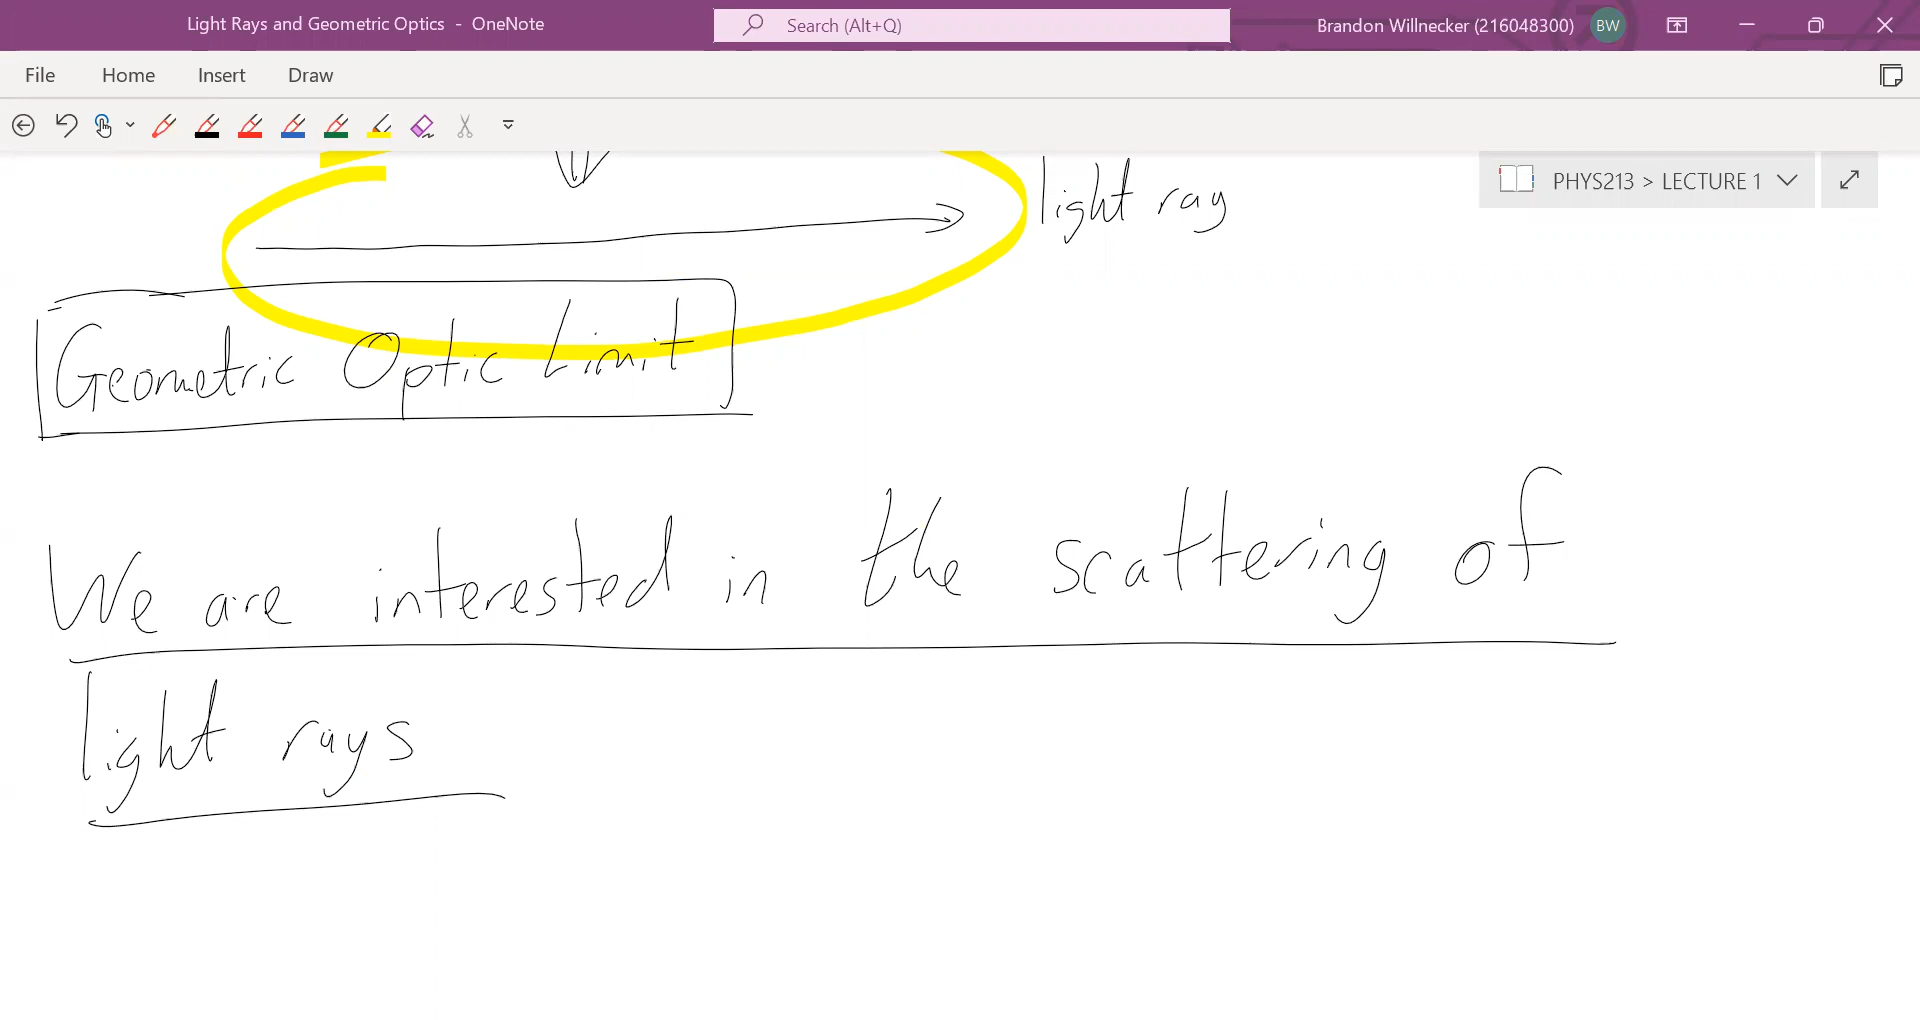 Light Rays and Geometric Optics - OneNote
Search (Alt+Q)
Brandon Willnecker (216048300)
BW
File Home Insert Draw
PHYS213 > LECTURE 1
light ray
Geometric Optic Limit
We are interested in the scattering of
light rays